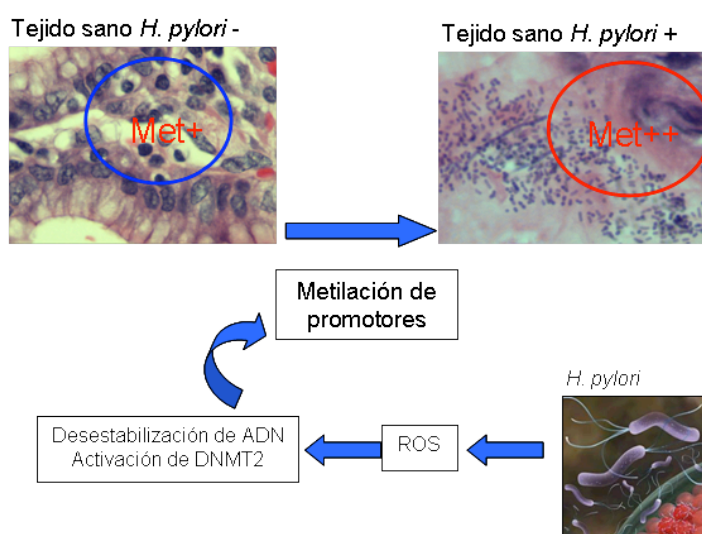 Tejido sano H. pylori -
Tejido sano H. pylori +
Met+
Met++
Metilación de
promotores
H. pylori
Desestabilización de ADN
Activación de DNMT2
ROS